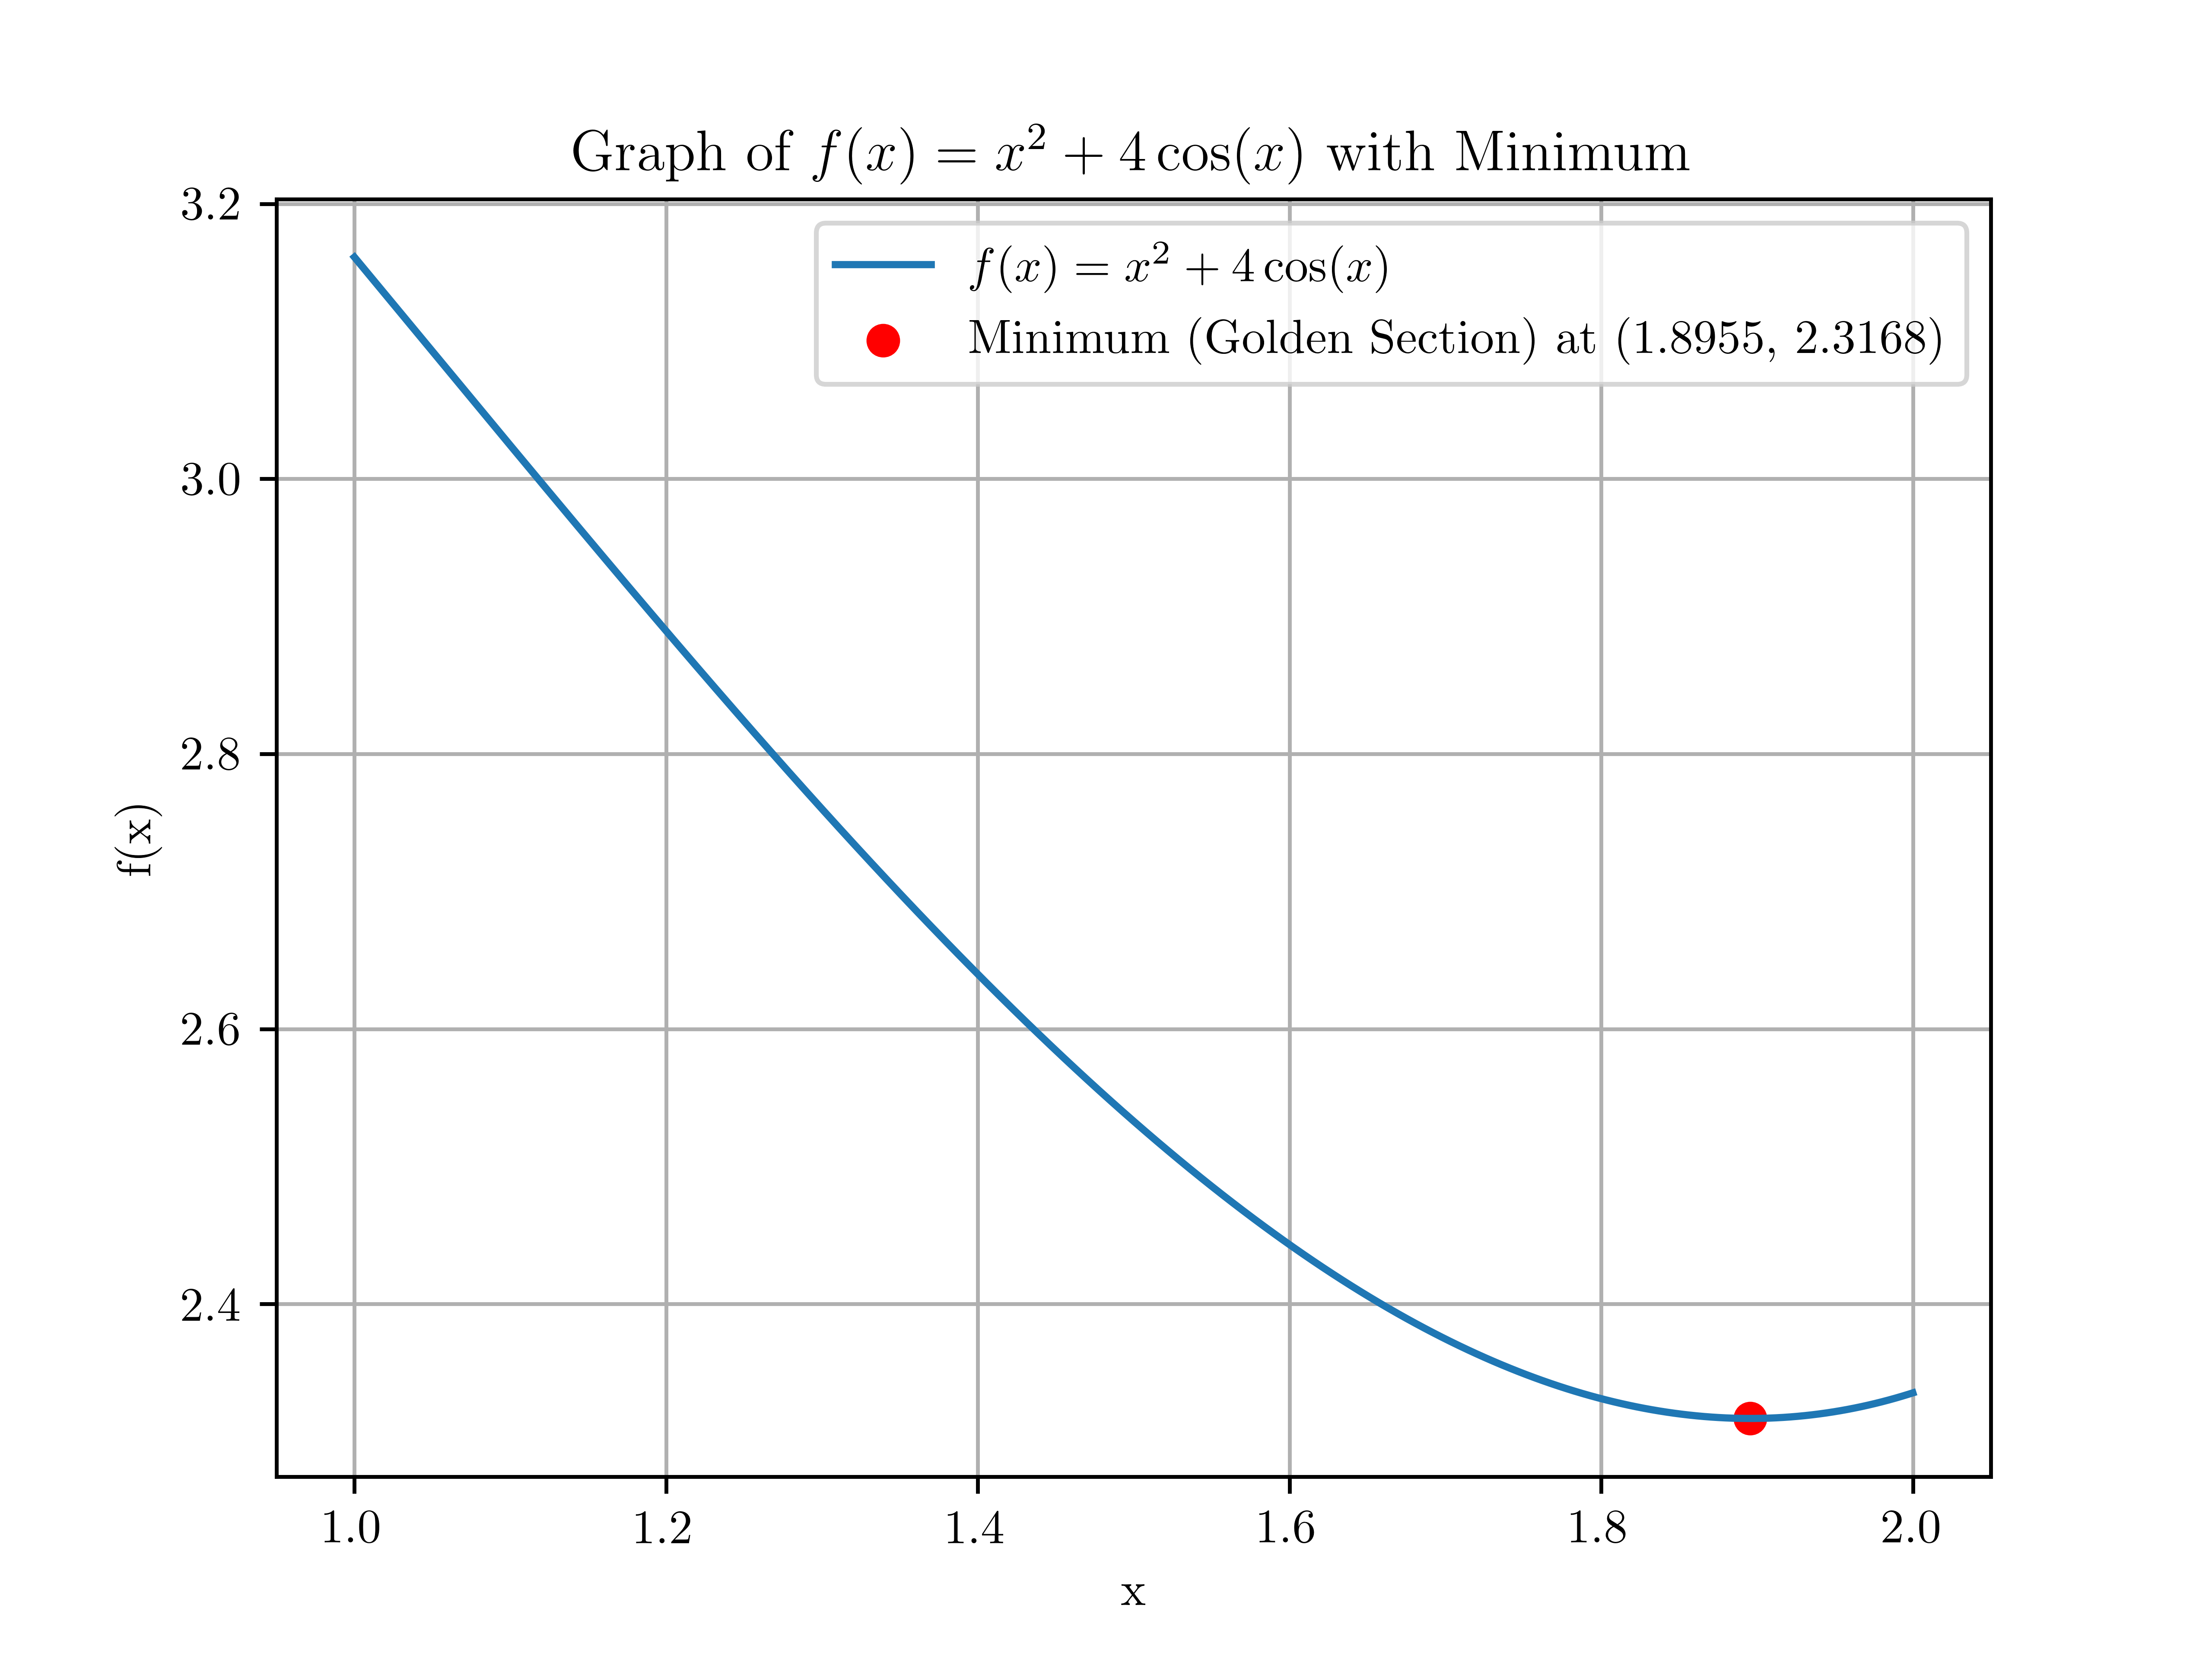 Graph of f(x) = x² + 4 cos(x) with Minimum
3.2
3.0
2.8
2.6
2.4
f(x)
f(x) = x² + 4 cos(x)
Minimum (Golden Section) at (1.8955, 2.3168)
1.0 1.2 1.4 1.6 1.8 2.0
x